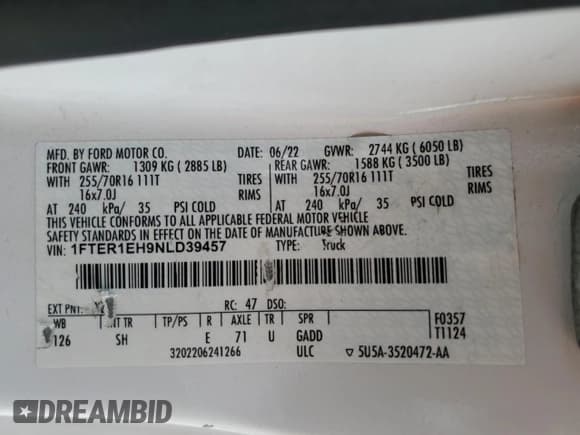 MFD. BY FORD MOTOR CO.
DATE: 06/22 GVWR: 2744 KG ( 6050 LB)
FRONT GAWR: 1309 KG ( 2885 LB)
REAR GAWR: 1588 KG ( 3500 LB)
WITH 255/70R16 111T TIRES
WITH 255/70R16 111T TIRES
16x7.0J RIMS
16x7.0J RIMS
AT 240 kPa/ 35 PSI COLD
AT 240 kPa/ 35 PSI COLD
THIS VEHICLE CONFORMS TO ALL APPLICABLE FEDERAL MOTOR VEHICLE
SAFETY STANDARDS IN EFFECT ON THE DATE OF MANUFACTURE SHOWN ABOVE.
VIN: 1FTER1EH9NLD39457
TYPE: Truck
EXT PNT: RC: 47 DSO:
WB INT TR TP/PS R AXLE TR SPR
F0357
126 SH E 71 U GADD
T1124
3202206241266 ULC
5U5A-3520472-AA
DREAMBID